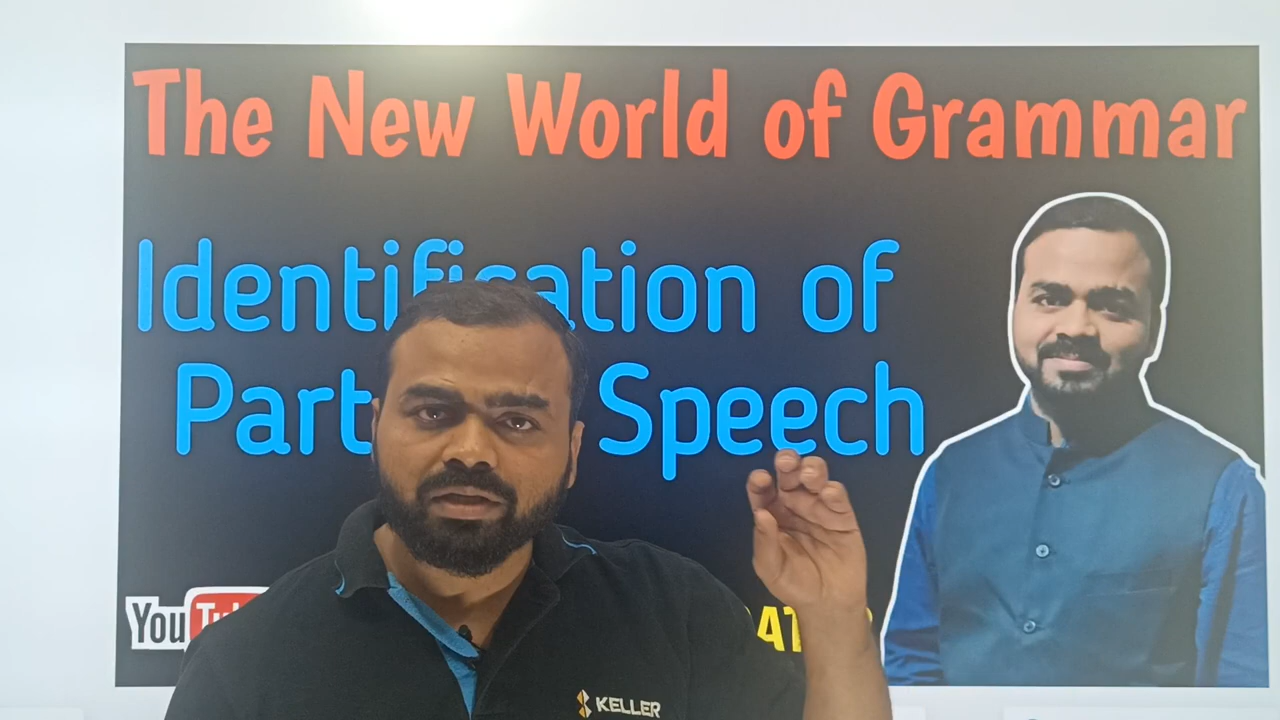 The New World of Grammar
Identification of
Part Speech
You
KELLER